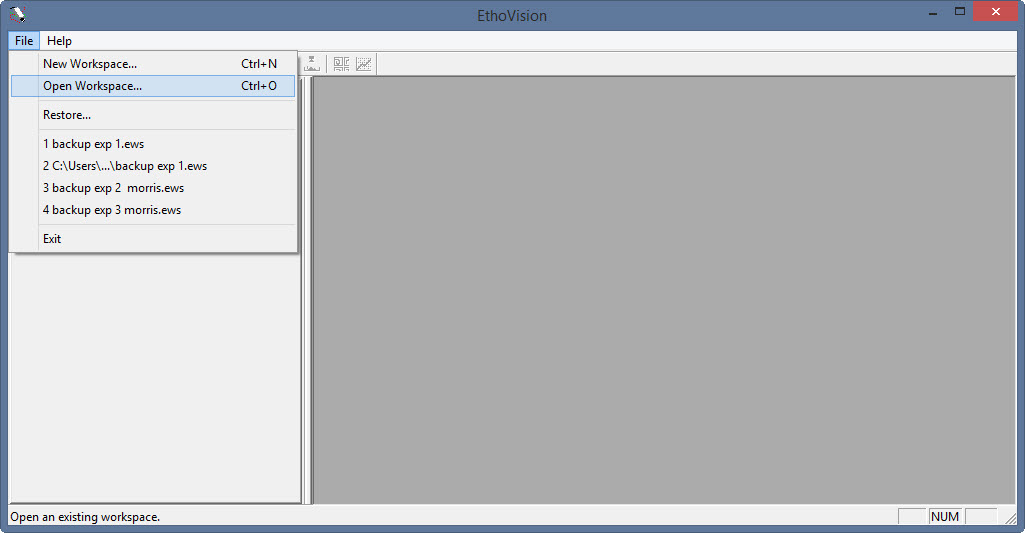 EthoVision
File Help
New Workspace... Ctrl+N
Open Workspace... Ctrl+O
Restore...
1 backup exp 1.ews
2 C:\Users\...\backup exp 1.ews
3 backup exp 2  morris.ews
4 backup exp 3 morris.ews
Exit
Open an existing workspace. NUM